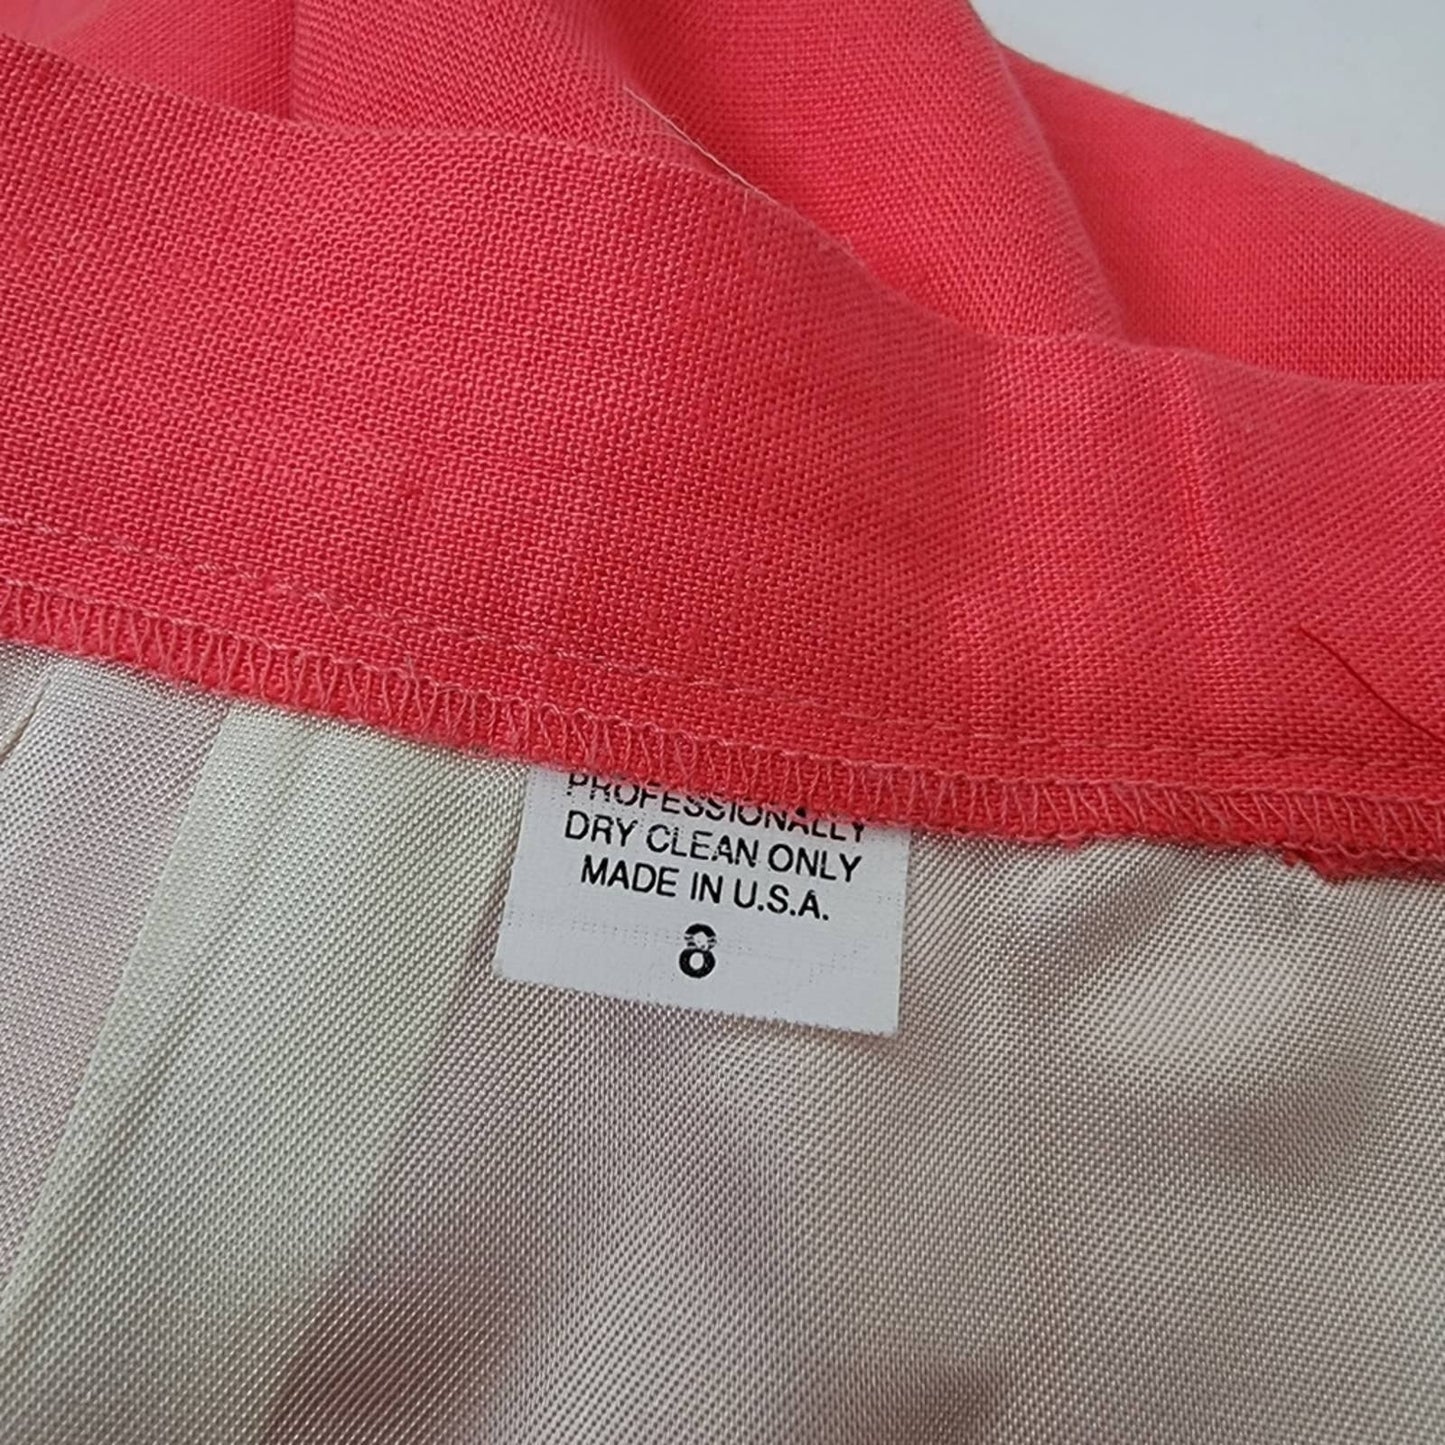 PROFESSIONALLY
DRY CLEAN ONLY
MADE IN U.S.A.
8